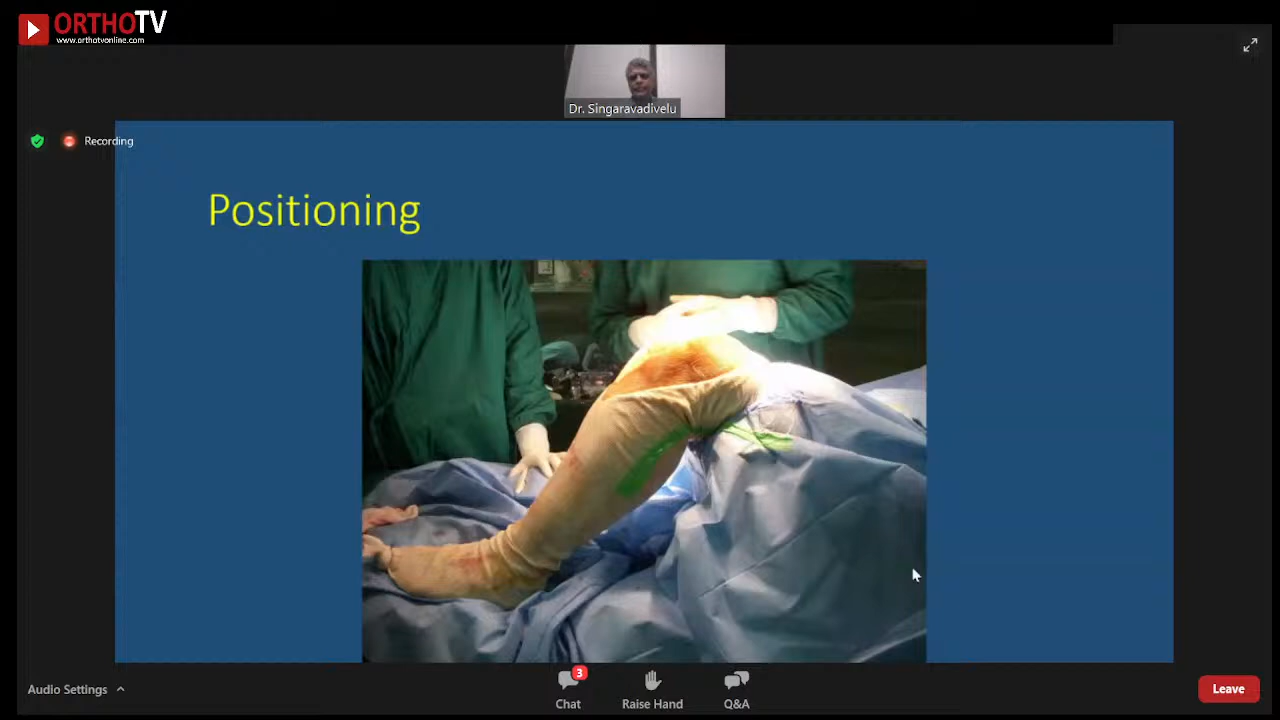 ORTHOTV
www.orthotvonline.com
Dr. Singaravadivelu
Recording
Positioning
3
Audio Settings
Chat
Raise Hand
Q&A
Leave